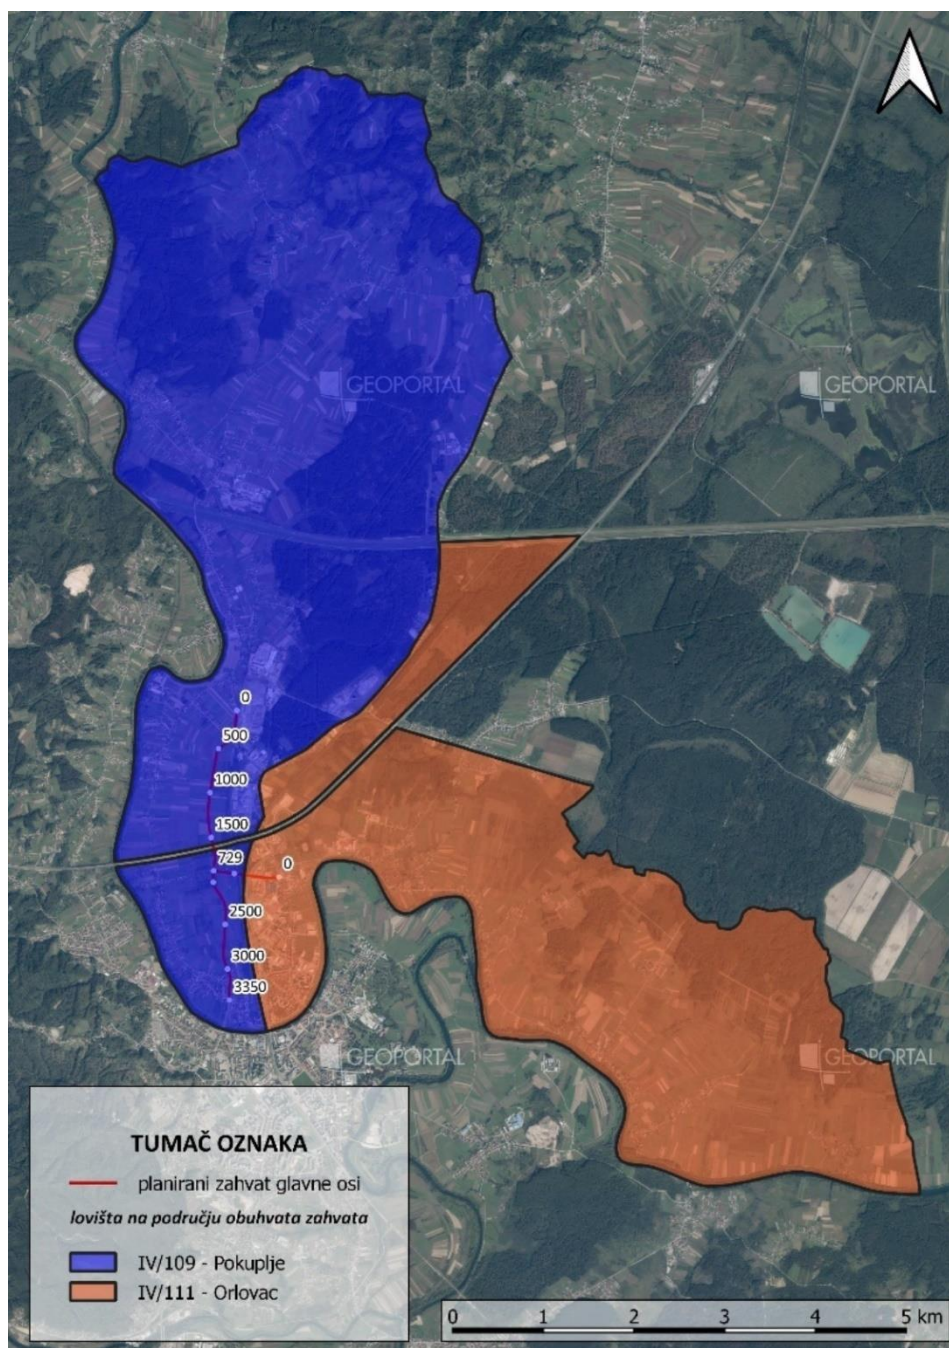 GEOPORTAL
GEOPORTAL
0
500
1000
1500
729
0
2500
3000
3350
GEOPORTAL
GEOPORTAL
TUMAČ OZNAKA
planirani zahvat glavne osi
lovišta na području obuhvata zahvata
IV/109 - Pokuplje
IV/111 - Orlovac
0 1 2 3 4 5 km